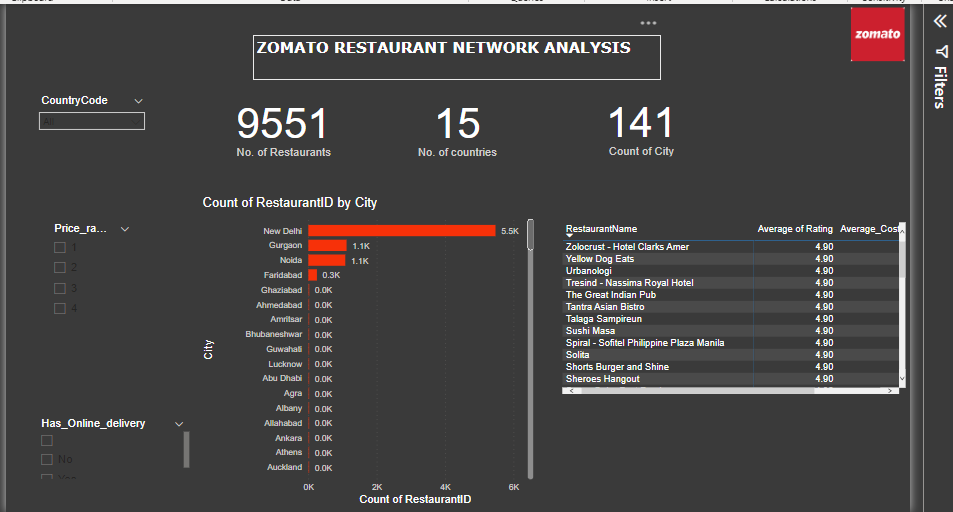 ZOMATO RESTAURANT NETWORK ANALYSIS
zomato
Filters
CountryCode
All
9551
No. of Restaurants
15
No. of countries
141
Count of City
Price_ra...
1
2
3
4
Has_Online_delivery
No
Count of RestaurantID by City
City
New Delhi 5.5K
Gurgaon 1.1K
Noida 1.1K
Faridabad 0.3K
Ghaziabad 0.0K
Ahmedabad 0.0K
Amritsar 0.0K
Bhubaneshwar 0.0K
Guwahati 0.0K
Lucknow 0.0K
Abu Dhabi 0.0K
Agra 0.0K
Albany 0.0K
Allahabad 0.0K
Ankara 0.0K
Athens 0.0K
Auckland 0.0K
0K 2K 4K 6K
Count of RestaurantID
RestaurantName Average of Rating Average_Cost
Zolocrust - Hotel Clarks Amer 4.90
Yellow Dog Eats 4.90
Urbanologi 4.90
Tresind - Nassima Royal Hotel 4.90
The Great Indian Pub 4.90
Tantra Asian Bistro 4.90
Talaga Sampireun 4.90
Sushi Masa 4.90
Spiral - Sofitel Philippine Plaza Manila 4.90
Solita 4.90
Shorts Burger and Shine 4.90
Sheroes Hangout 4.90